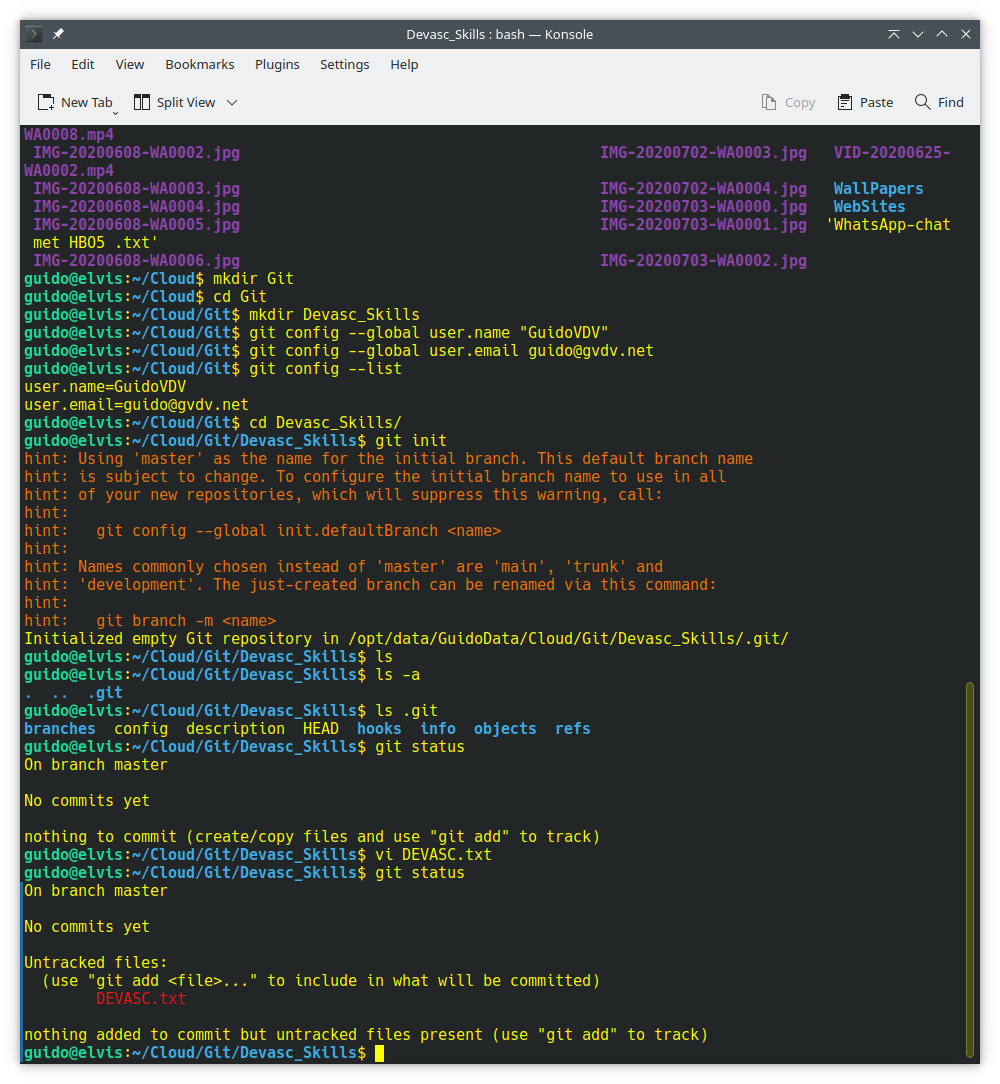 Devasc_Skills : bash — Konsole
File Edit View Bookmarks Plugins Settings Help
New Tab Split View Copy Paste Find
WA0008.mp4
IMG-20200608-WA0002.jpg IMG-20200702-WA0003.jpg VID-20200625-
WA0002.mp4
IMG-20200608-WA0003.jpg IMG-20200702-WA0004.jpg WallPapers
IMG-20200608-WA0004.jpg IMG-20200703-WA0000.jpg WebSites
IMG-20200608-WA0005.jpg IMG-20200703-WA0001.jpg 'WhatsApp-chat
met HBO5 .txt'
IMG-20200608-WA0006.jpg IMG-20200703-WA0002.jpg
guido@elvis:~/Cloud$ mkdir Git
guido@elvis:~/Cloud$ cd Git
guido@elvis:~/Cloud/Git$ mkdir Devasc_Skills
guido@elvis:~/Cloud/Git$ git config --global user.name "GuidoVDV"
guido@elvis:~/Cloud/Git$ git config --global user.email guido@gvdv.net
guido@elvis:~/Cloud/Git$ git config --list
user.name=GuidoVDV
user.email=guido@gvdv.net
guido@elvis:~/Cloud/Git$ cd Devasc_Skills/
guido@elvis:~/Cloud/Git/Devasc_Skills$ git init
hint: Using 'master' as the name for the initial branch. This default branch name
hint: is subject to change. To configure the initial branch name to use in all
hint: of your new repositories, which will suppress this warning, call:
hint:
hint:   git config --global init.defaultBranch <name>
hint:
hint: Names commonly chosen instead of 'master' are 'main', 'trunk' and
hint: 'development'. The just-created branch can be renamed via this command:
hint:
hint:   git branch -m <name>
Initialized empty Git repository in /opt/data/GuidoData/Cloud/Git/Devasc_Skills/.git/
guido@elvis:~/Cloud/Git/Devasc_Skills$ ls
guido@elvis:~/Cloud/Git/Devasc_Skills$ ls -a
.  ..  .git
guido@elvis:~/Cloud/Git/Devasc_Skills$ ls .git
branches  config  description  HEAD  hooks  info  objects  refs
guido@elvis:~/Cloud/Git/Devasc_Skills$ git status
On branch master
No commits yet
nothing to commit (create/copy files and use "git add" to track)
guido@elvis:~/Cloud/Git/Devasc_Skills$ vi DEVASC.txt
guido@elvis:~/Cloud/Git/Devasc_Skills$ git status
On branch master
No commits yet
Untracked files:
(use "git add <file>..." to include in what will be committed)
DEVASC.txt
nothing added to commit but untracked files present (use "git add" to track)
guido@elvis:~/Cloud/Git/Devasc_Skills$